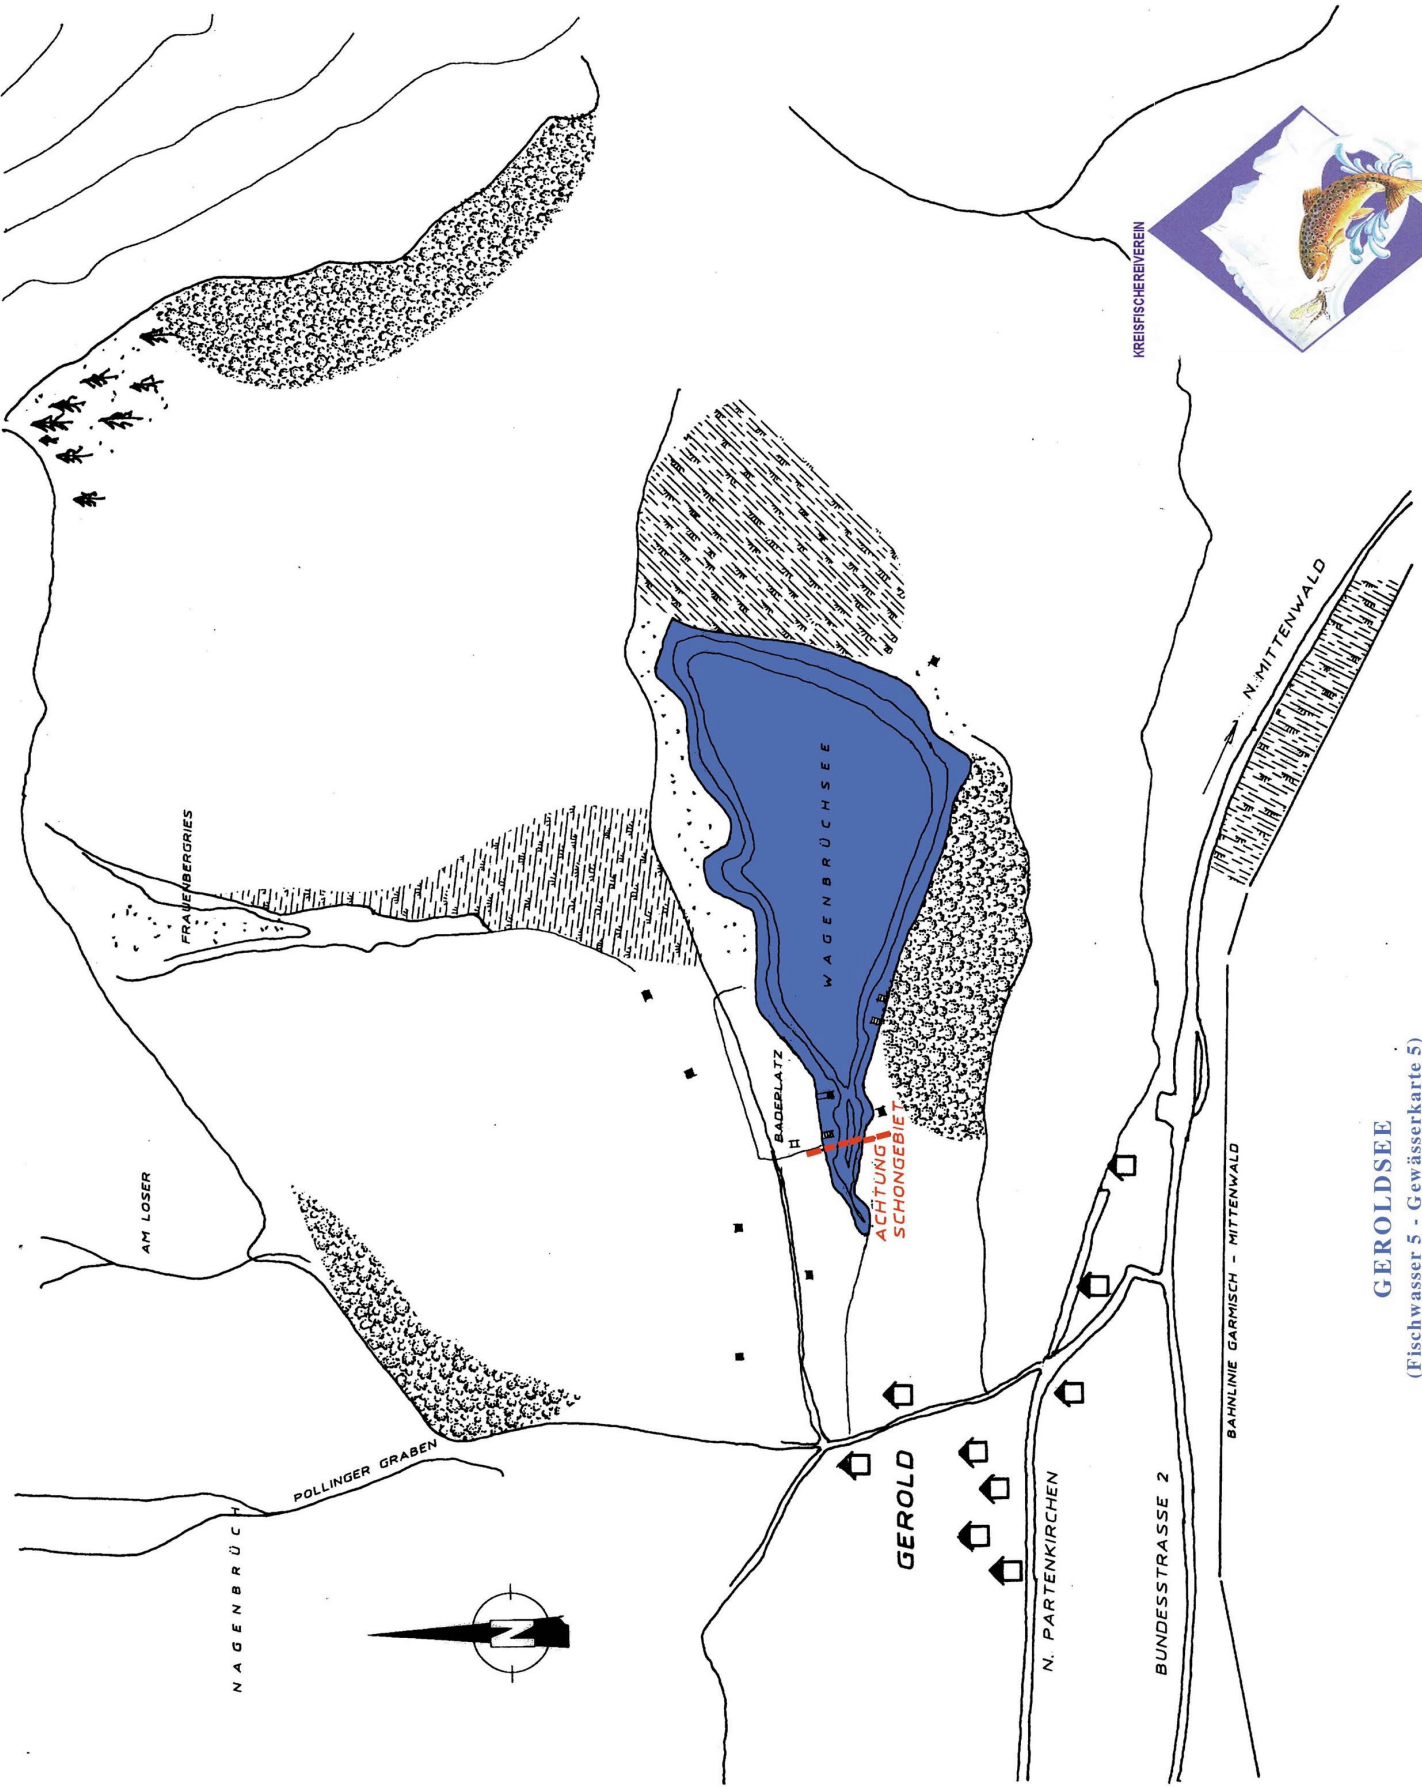 KREISFISCHEREIVEREIN
FRAUENBERGRIES
AM LOSER
POLLINGER GRABEN
NAGENBRÜCH
N
WAGENBRÜCHSEE
BADEPLATZ
ACHTUNG
SCHONGEBIET
GEROLD
N. MITTENWALD
N. PARTENKIRCHEN
BUNDESSTRASSE 2
BAHNLINIE GARMISCH - MITTENWALD
GEROLDSEE
(Fischwasser 5 - Gewässerkarte 5)